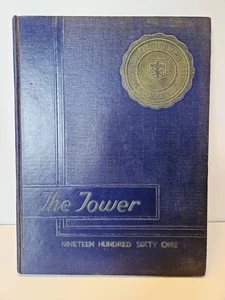 The Tower
NINETEEN HUNDRED SIXTY ONE